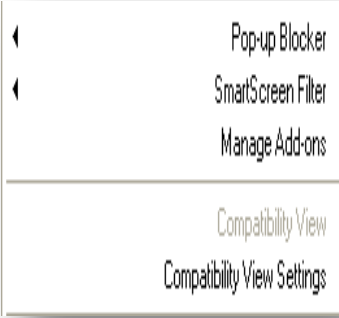 Pop-up Blocker
SmartScreen Filter
Manage Add-ons
Compatibility View
Compatibility View Settings